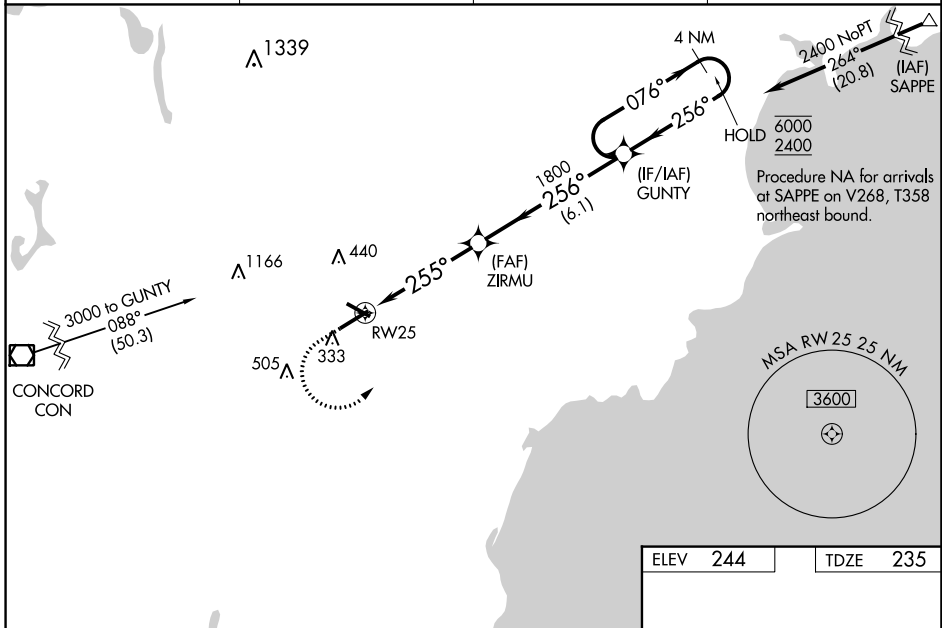 1339
4 NM
2400 NoPT
264°
(20.8)
(IAF)
SAPPE
076°
256°
HOLD
6000
2400
(IF/IAF)
GUNTY
Procedure NA for arrivals
at SAPPE on V268, T358
northeast bound.
1800
256°
(6.1)
1166
440
(FAF)
ZIRMU
255°
3000 to GUNTY
088°
(50.3)
RW25
333
505
CONCORD
CON
MSA RW 25 25 NM
3600
ELEV 244
TDZE 235